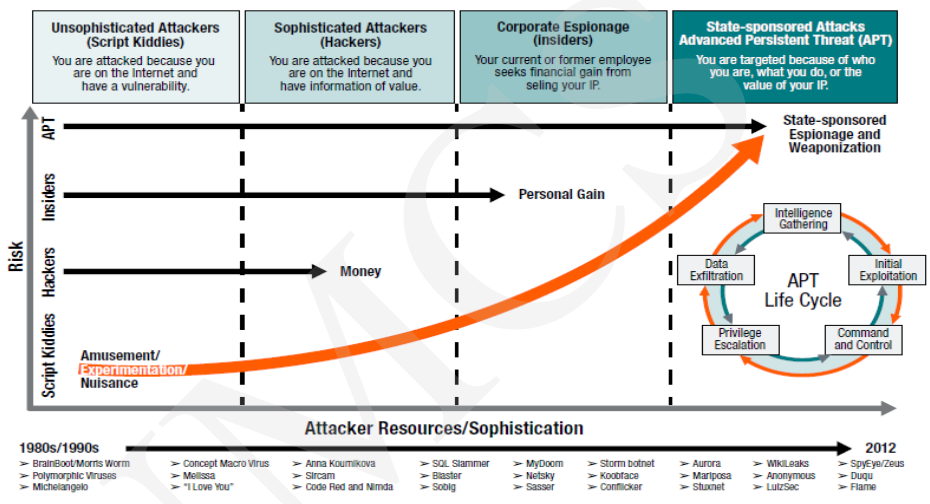 Unsophisticated Attackers
(Script Kiddies)
You are attacked because you
are on the Internet and
have a vulnerability.
Sophisticated Attackers
(Hackers)
You are attacked because you
are on the Internet and
have information of value.
Corporate Espionage
(Insiders)
Your current or former employee
seeks financial gain from
seling your IP.
State-sponsored Attacks
Advanced Persistent Threat (APT)
You are targeted because of who
you are, what you do, or the
value of your IP.
Risk
APT
Insiders
Hackers
Script Kiddies
State-sponsored
Espionage and
Weaponization
Personal Gain
Money
Amusement/
Experimentation/
Nuisance
APT
Life Cycle
Intelligence
Gathering
Initial
Exploitation
Command
and Control
Privilege
Escalation
Data
Exfiltration
Attacker Resources/Sophistication
1980s/1990s
2012
➢ BrainBoot/Morris Worm
➢ Polymorphic Viruses
➢ Michelangelo
➢ Concept Macro Virus
➢ Melissa
➢ "I Love You"
➢ Anna Kournikova
➢ Sircam
➢ Code Red and Nimda
➢ SQL Slammer
➢ Blaster
➢ Sobig
➢ MyDoom
➢ Netsky
➢ Sasser
➢ Storm botnet
➢ Koobface
➢ Conflicker
➢ Aurora
➢ Mariposa
➢ Stuxnet
➢ WikiLeaks
➢ Anonymous
➢ LulzSec
➢ SpyEye/Zeus
➢ Duqu
➢ Flame